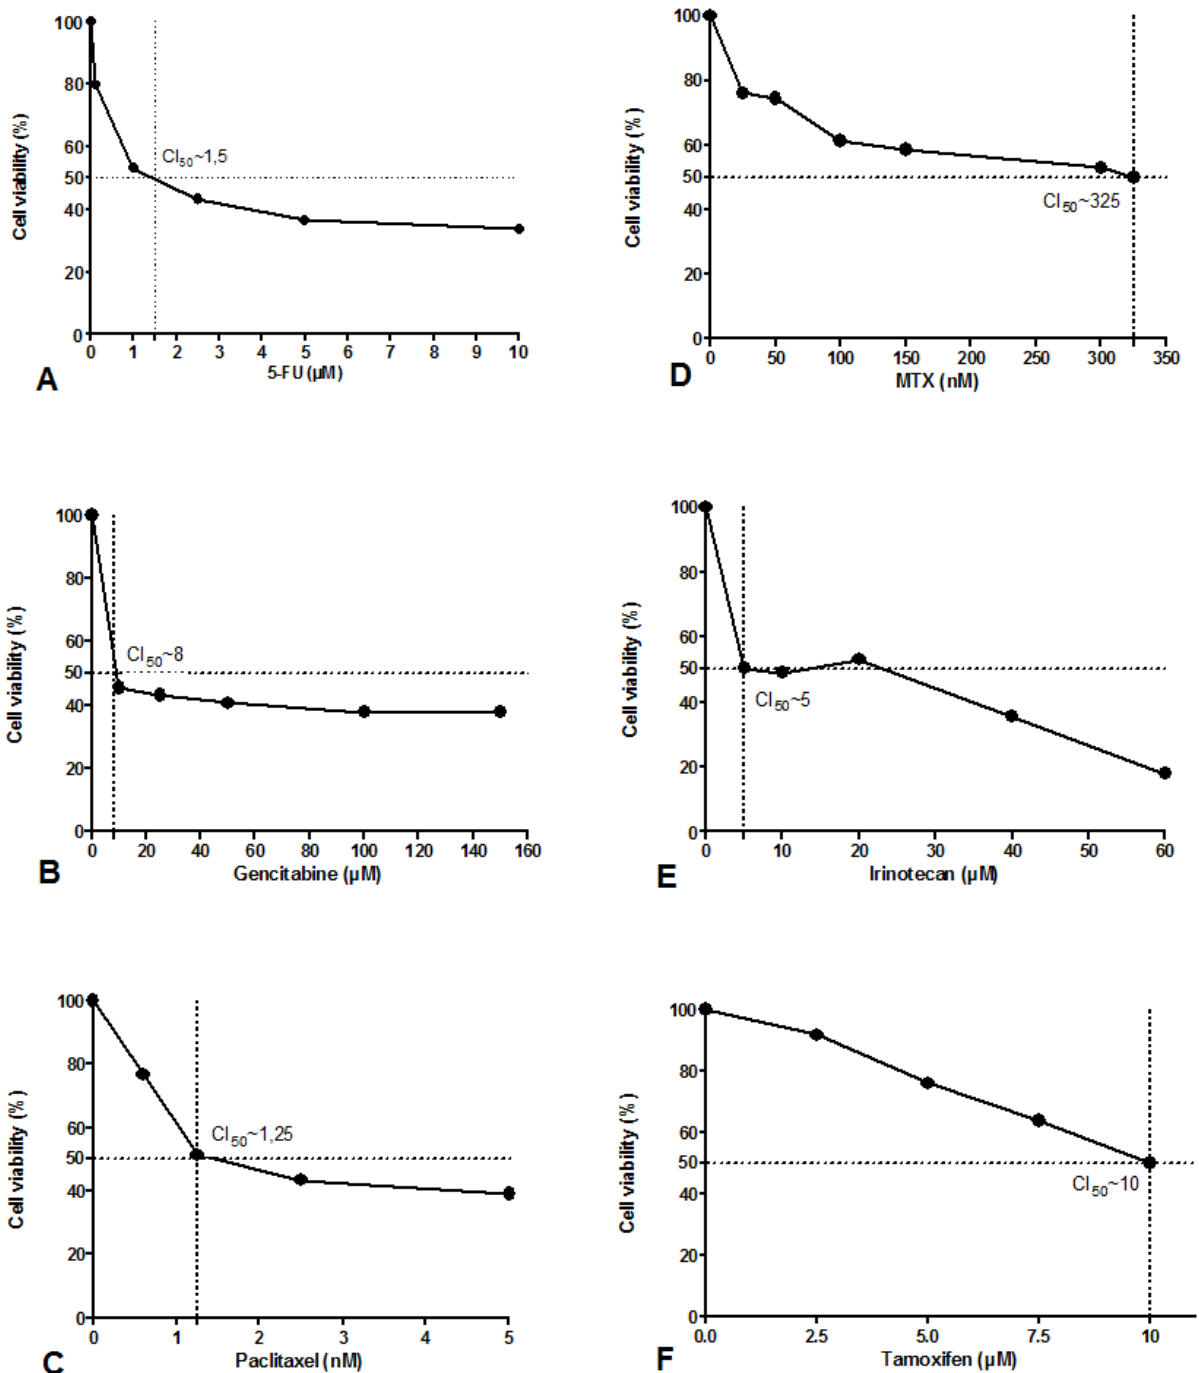 100
80
60
50
40
20
0
Cell viability (%)
CI50~1,5
0 1 2 3 4 5 6 7 8 9 10
5-FU (µM)
A
100
80
60
50
40
20
0
Cell viability (%)
CI50~325
0 50 100 150 200 250 300 350
MTX (nM)
D
100
80
60
50
40
20
0
Cell viability (%)
CI50~8
0 20 40 60 80 100 120 140 160
Gencitabine (µM)
B
100
80
60
50
40
20
0
Cell viability (%)
CI50~5
0 10 20 30 40 50 60
Irinotecan (µM)
E
100
80
60
50
40
20
0
Cell viability (%)
CI50~1,25
0 1 2 3 4 5
Paclitaxel (nM)
C
100
80
60
50
40
20
0
Cell viability (%)
CI50~10
0.0 2.5 5.0 7.5 10
Tamoxifen (µM)
F